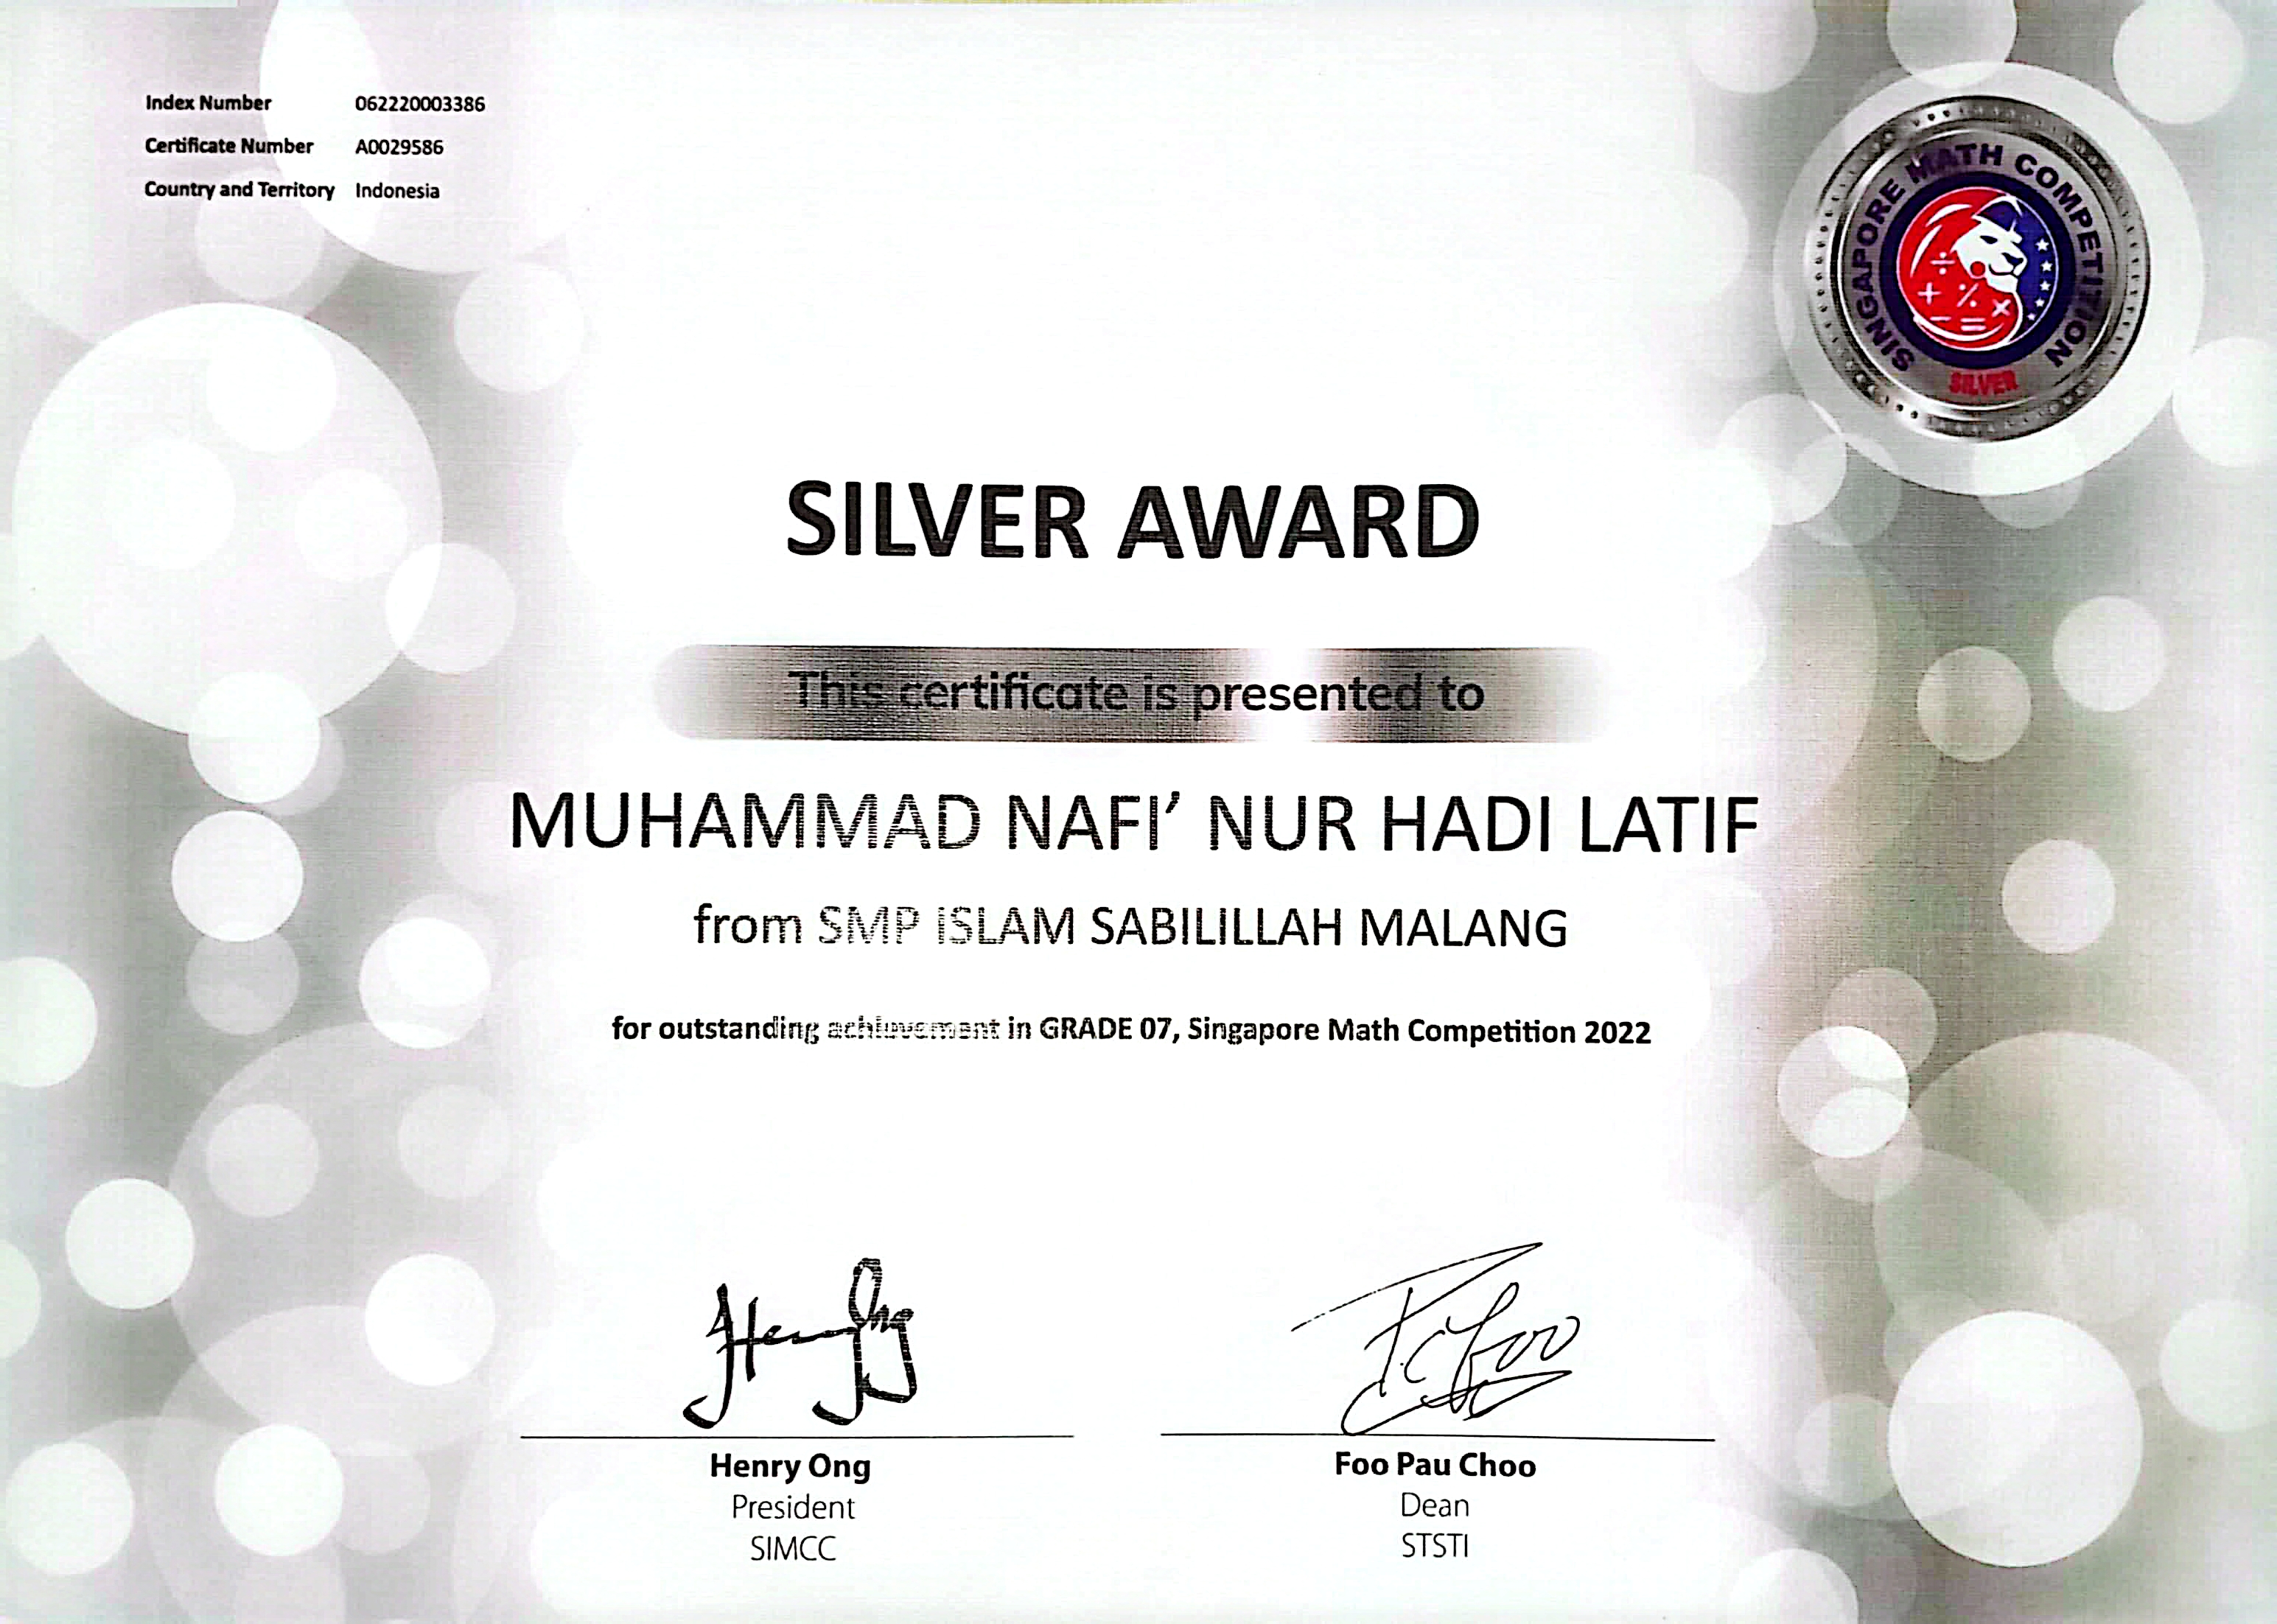 Index Number 062220003386
Certificate Number A0029586
Country and Territory Indonesia
SINGAPORE MATH COMPETITION
SILVER
SILVER AWARD
This certificate is presented to
MUHAMMAD NAFI’ NUR HADI LATIF
from SMP ISLAM SABILILLAH MALANG
for outstanding achievement in GRADE 07, Singapore Math Competition 2022
Henry Ong
Henry Ong
President
SIMCC
Foo Pau Choo
Dean
STSTI